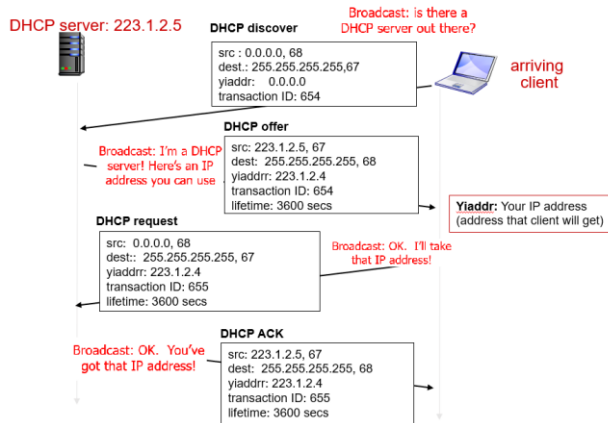 DHCP server: 223.1.2.5
Broadcast: is there a
DHCP server out there?
DHCP discover
src : 0.0.0.0, 68
dest.: 255.255.255.255,67
yiaddr: 0.0.0.0
transaction ID: 654
arriving
client
DHCP offer
Broadcast: I'm a DHCP
server! Here's an IP
address you can use
src: 223.1.2.5, 67
dest: 255.255.255.255, 68
yiaddrr: 223.1.2.4
transaction ID: 654
lifetime: 3600 secs
Yiaddr: Your IP address
(address that client will get)
DHCP request
src: 0.0.0.0, 68
dest:: 255.255.255.255, 67
yiaddrr: 223.1.2.4
transaction ID: 655
lifetime: 3600 secs
Broadcast: OK. I'll take
that IP address!
DHCP ACK
Broadcast: OK. You've
got that IP address!
src: 223.1.2.5, 67
dest: 255.255.255.255, 68
yiaddrr: 223.1.2.4
transaction ID: 655
lifetime: 3600 secs